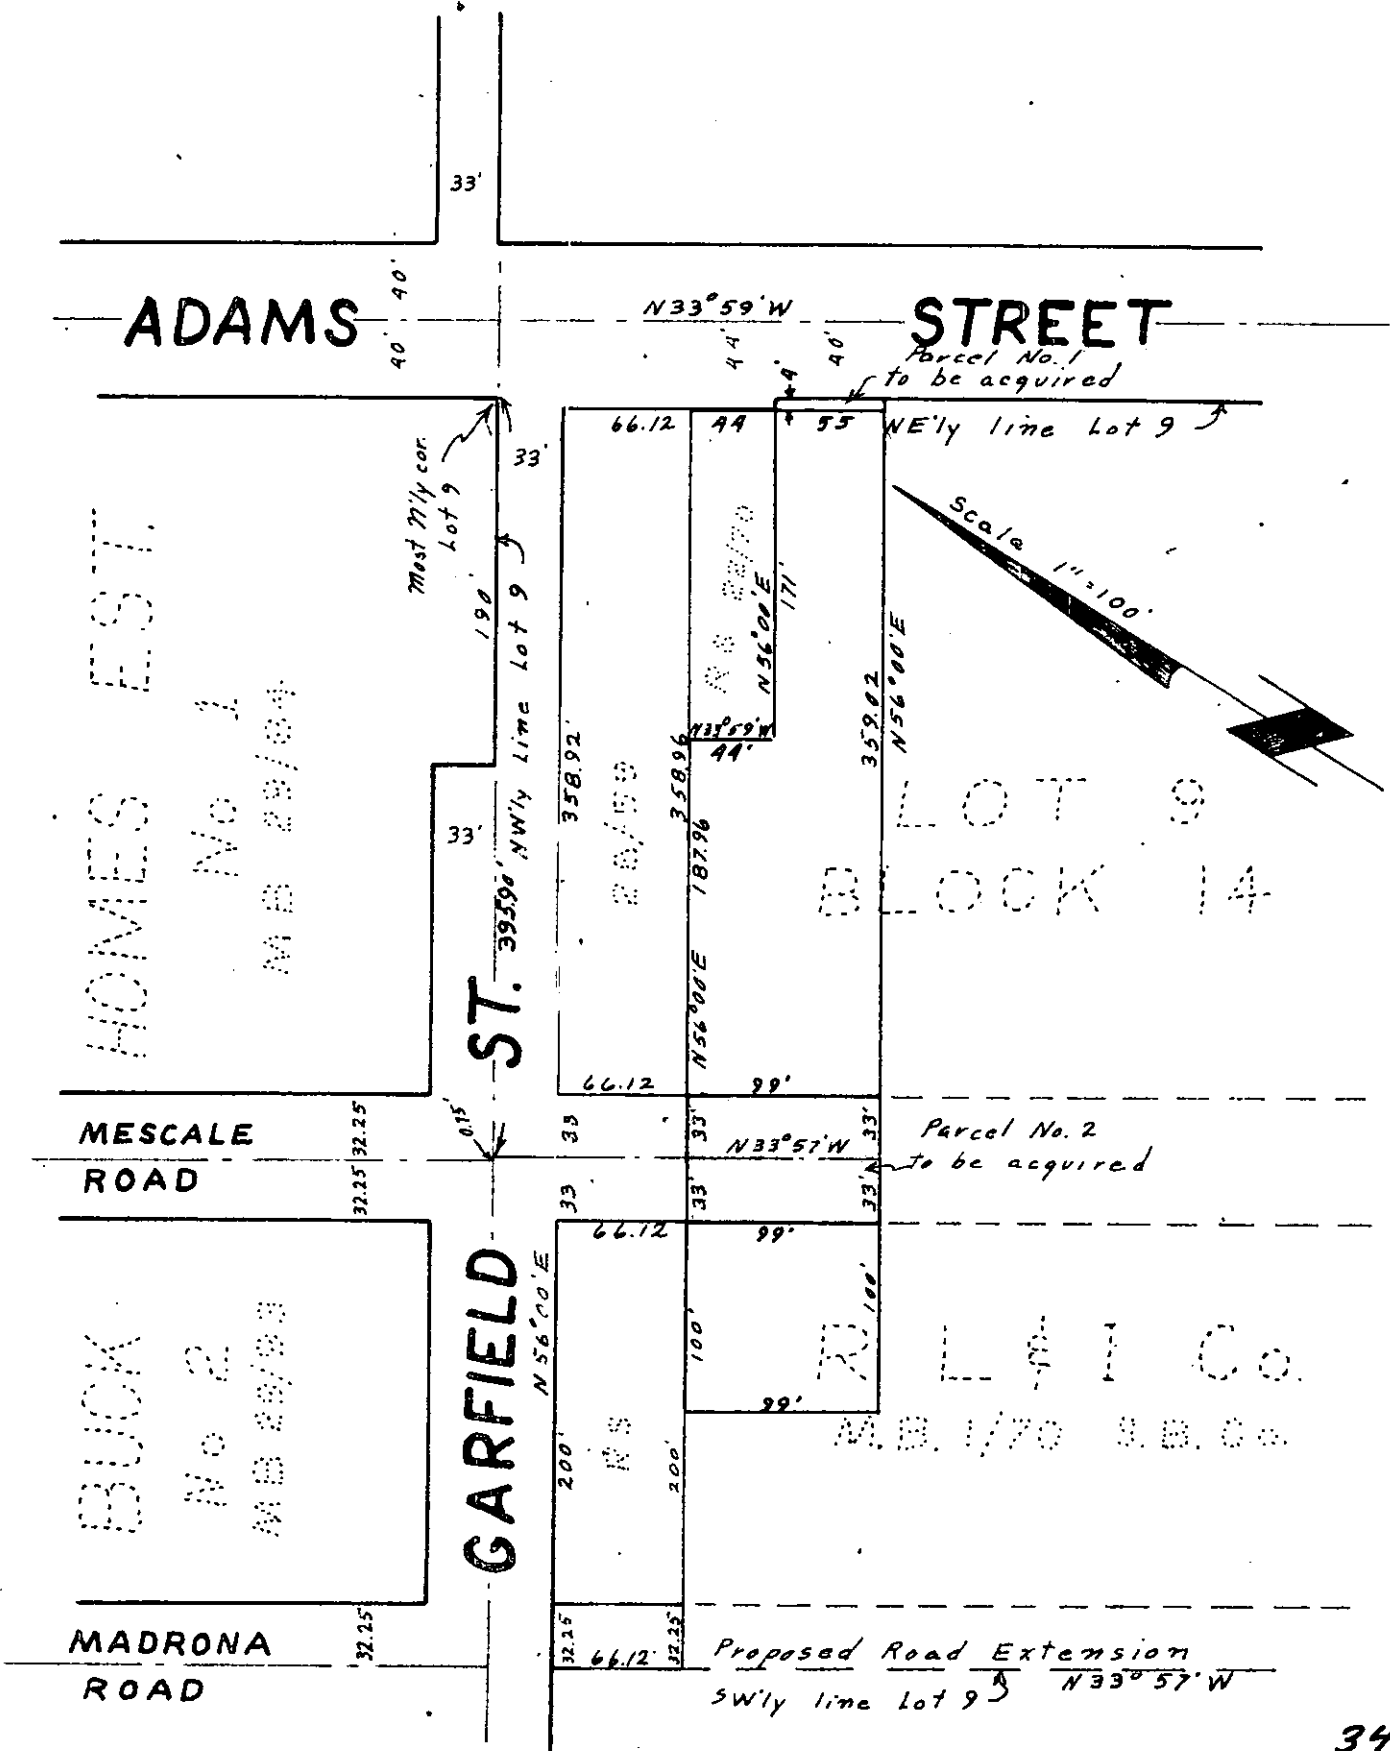 33'
40'
40'
ADAMS
N33°59'W
44'
40'
STREET
4'
Parcel No. 1
to be acquired
66.12
44
55
NE'ly line Lot 9
Most N'ly cor.
Lot 9
33'
190'
NW'ly Line Lot 9
393.90'
358.92'
358.96
187.96
N56°00'E
N56°00'E
171'
N33°59'W
44'
359.02
N56°00'E
Scale 1"=100'
HOMES EST.
No 1
MB 29/84
33'
LOT 9
BLOCK 14
66.12
99'
MESCALE
ROAD
32.25
32.25
0.15'
33
33
33'
33'
33'
33'
N33°57'W
Parcel No. 2
to be acquired
66.12
99'
GARFIELD ST.
N56°00'E
BUCK
No 2
RS
200'
200'
100'
100'
99'
R L & I Co.
M.B. 1/70 S.B. Co.
MADRONA
ROAD
32.25
32.25
66.12'
32.25
Proposed Road Extension
N33°57'W
SW'ly line Lot 9
34